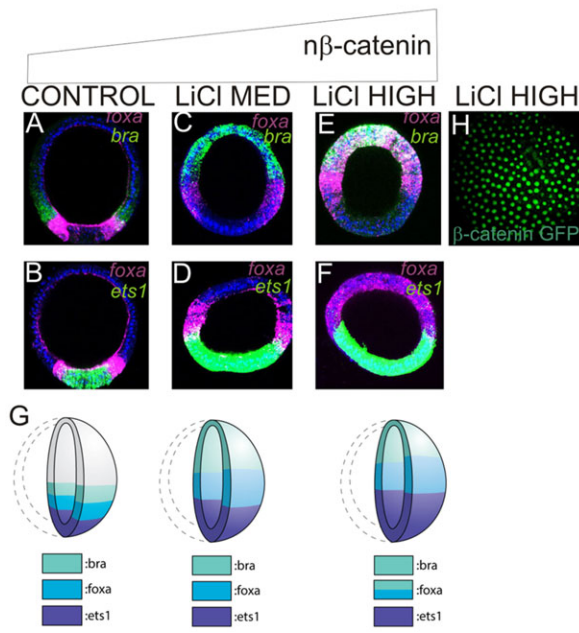 nβ-catenin
CONTROL LiCl MED LiCl HIGH LiCl HIGH
A foxa bra
C foxa bra
E foxa bra
H β-catenin GFP
B foxa ets1
D foxa ets1
F foxa ets1
G
:bra :bra :bra
:foxa :foxa :foxa
:ets1 :ets1 :ets1